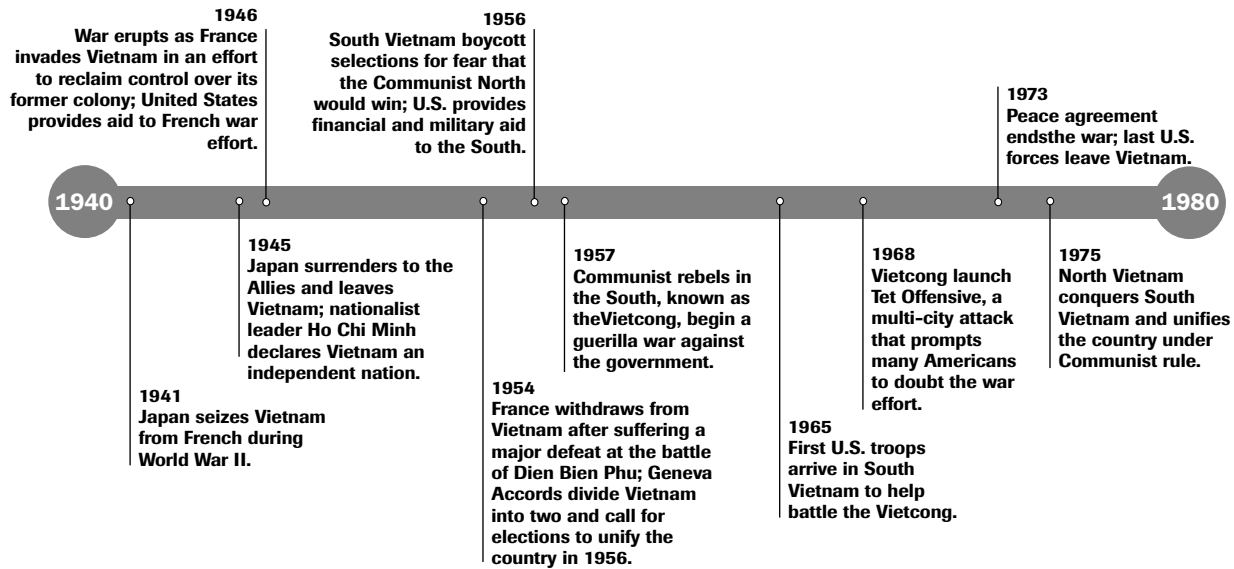 1946
War erupts as France
invades Vietnam in an effort
to reclaim control over its
former colony; United States
provides aid to French war
effort.
1956
South Vietnam boycott
selections for fear that
the Communist North
would win; U.S. provides
financial and military aid
to the South.
1973
Peace agreement
endsthe war; last U.S.
forces leave Vietnam.
1940
1980
1945
Japan surrenders to the
Allies and leaves
Vietnam; nationalist
leader Ho Chi Minh
declares Vietnam an
independent nation.
1957
Communist rebels in
the South, known as
theVietcong, begin a
guerilla war against
the government.
1968
Vietcong launch
Tet Offensive, a
multi-city attack
that prompts
many Americans
to doubt the war
effort.
1975
North Vietnam
conquers South
Vietnam and unifies
the country under
Communist rule.
1941
Japan seizes Vietnam
from French during
World War II.
1954
France withdraws from
Vietnam after suffering a
major defeat at the battle
of Dien Bien Phu; Geneva
Accords divide Vietnam
into two and call for
elections to unify the
country in 1956.
1965
First U.S. troops
arrive in South
Vietnam to help
battle the Vietcong.